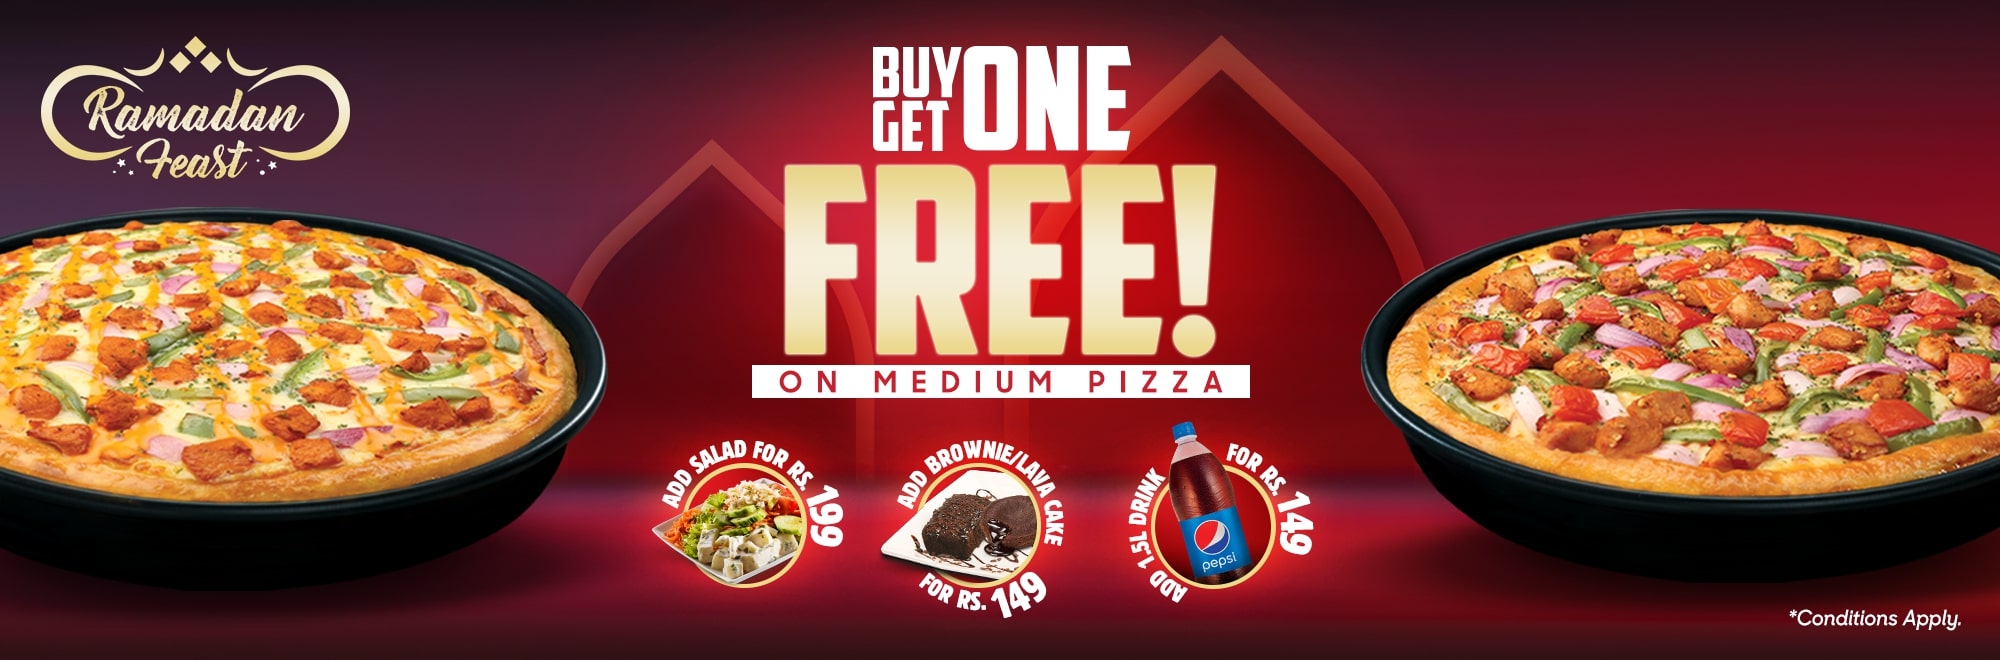 Ramadan
Feast
BUY ONE
GET
FREE!
ON MEDIUM PIZZA
ADD SALAD FOR RS. 199
ADD BROWNIE/LAVA CAKE
FOR RS. 149
ADD 1.5L DRINK FOR RS. 149
pepsi
*Conditions Apply.